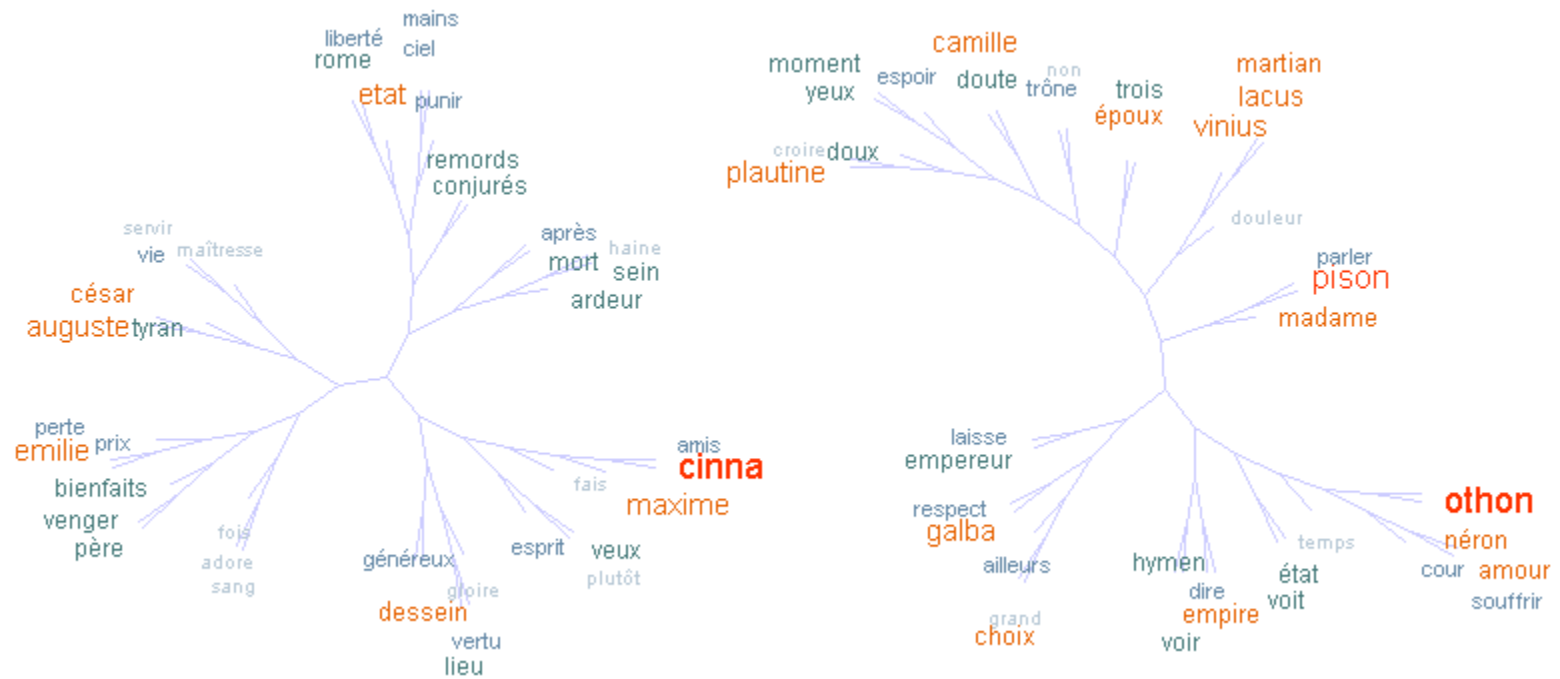 mains
liberté
ciel
rome
etat
punir
remords
conjurés
servir
vie
maîtresse
après
haine
mort
sein
ardeur
césar
auguste
tyran
perte
prix
emilie
bienfaits
venger
père
fois
adore
sang
amis
cinna
fais
maxime
généreux
esprit
veux
plutôt
gloire
dessein
vertu
lieu
camille
moment
yeux
espoir
doute
non
trône
trois
époux
martian
lacus
vinius
croire
doux
plautine
douleur
parler
pison
madame
laisse
empereur
respect
galba
ailleurs
grand
choix
hymen
dire
empire
voir
temps
état
voit
othon
néron
cour
amour
souffrir